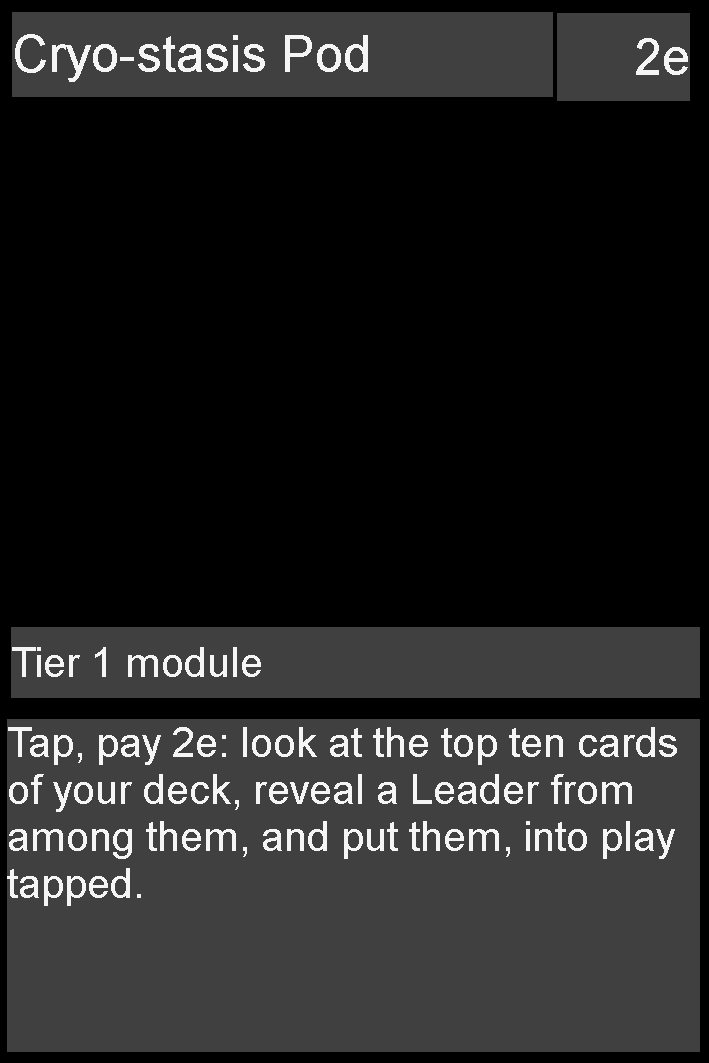 Cryo-stasis Pod
2e
Tier 1 module
Tap, pay 2e: look at the top ten cards
of your deck, reveal a Leader from
among them, and put them, into play
tapped.